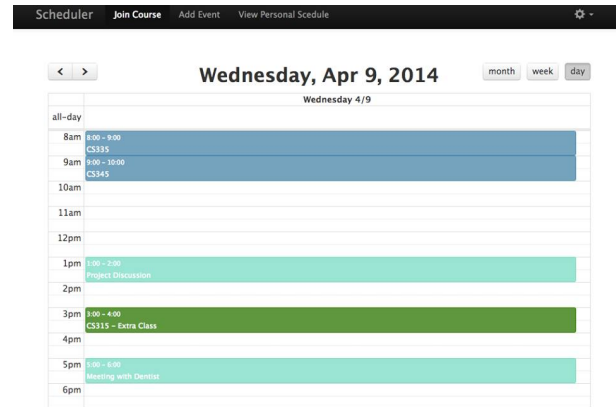 Scheduler Join Course Add Event View Personal Scedule
< > Wednesday, Apr 9, 2014 month week day
Wednesday 4/9
all-day
8am 8:00 – 9:00
CS335
9am 9:00 – 10:00
CS345
10am
11am
12pm
1pm 1:00 – 2:00
Project Discussion
2pm
3pm 3:00 – 4:00
CS315 – Extra Class
4pm
5pm 5:00 – 6:00
Meeting with Dentist
6pm